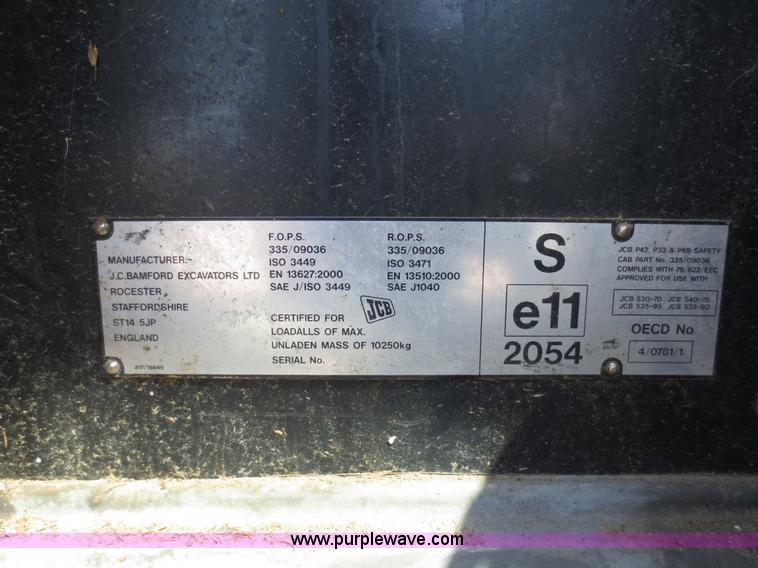 MANUFACTURER:-
J.C.BAMFORD EXCAVATORS LTD
ROCESTER
STAFFORDSHIRE
ST14 5JP
ENGLAND
817/19649
F.O.P.S.
335/09036
ISO 3449
EN 13627:2000
SAE J/ISO 3449
R.O.P.S.
335/09036
ISO 3471
EN 13510:2000
SAE J1040
JCB
CERTIFIED FOR
LOADALLS OF MAX.
UNLADEN MASS OF 10250kg
SERIAL No.
S
e11
2054
JCB P42, P33 & P69 SAFETY
CAB PART No. 335/09036
COMPLIES WITH 79/622/EEC
APPROVED FOR USE WITH
JCB 530-70 JCB 540-70
JCB 535-95 JCB 535-60
OECD No
4/0781/1
www.purplewave.com